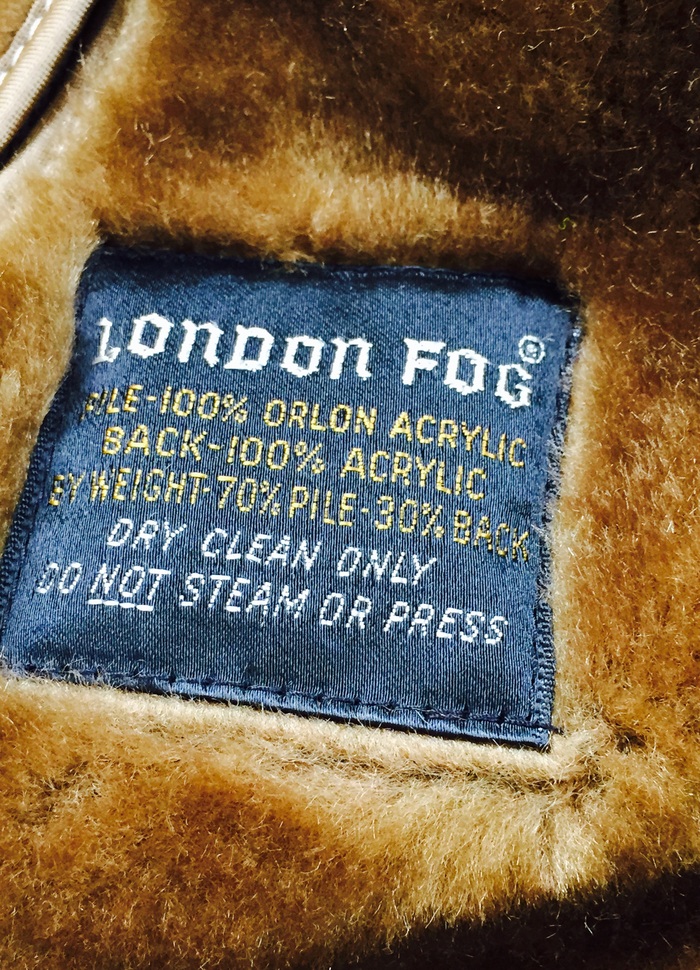 LONDON FOG®
PILE-100% ORLON ACRYLIC
BACK-100% ACRYLIC
BY WEIGHT-70% PILE-30% BACK
DRY CLEAN ONLY
DO NOT STEAM OR PRESS